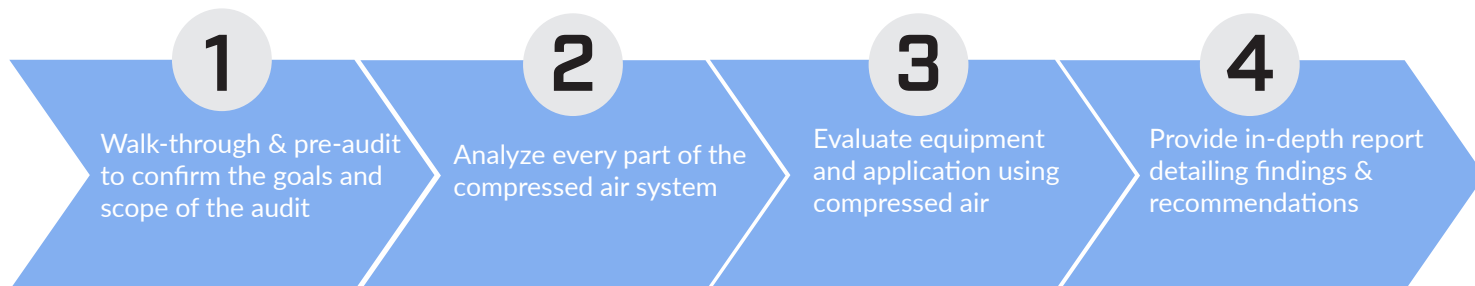 1
Walk-through & pre-audit
to confirm the goals and
scope of the audit
2
Analyze every part of the
compressed air system
3
Evaluate equipment
and application using
compressed air
4
Provide in-depth report
detailing findings &
recommendations